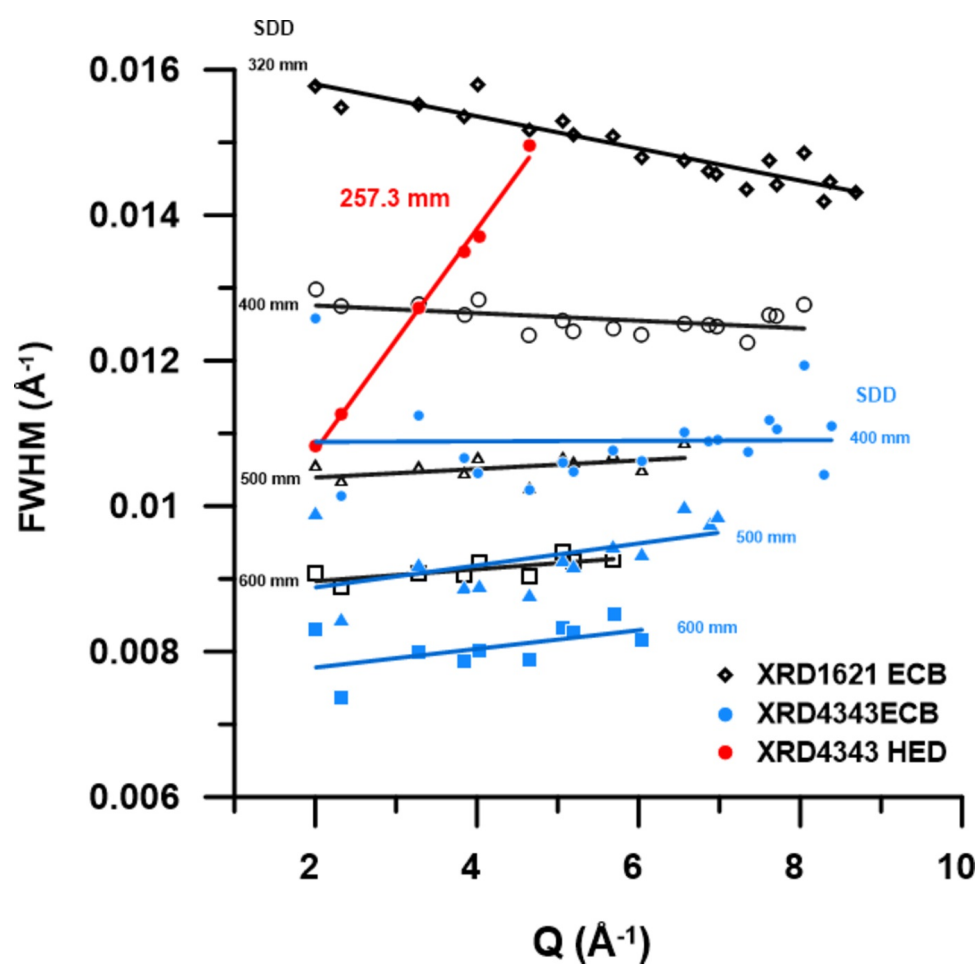 SDD
320 mm
0.016
257.3 mm
0.014
400 mm
0.012
SDD
400 mm
500 mm
0.01
500 mm
600 mm
600 mm
0.008
XRD1621 ECB
XRD4343ECB
XRD4343 HED
0.006
2 4 6 8 10
FWHM (Å-1)
Q (Å-1)